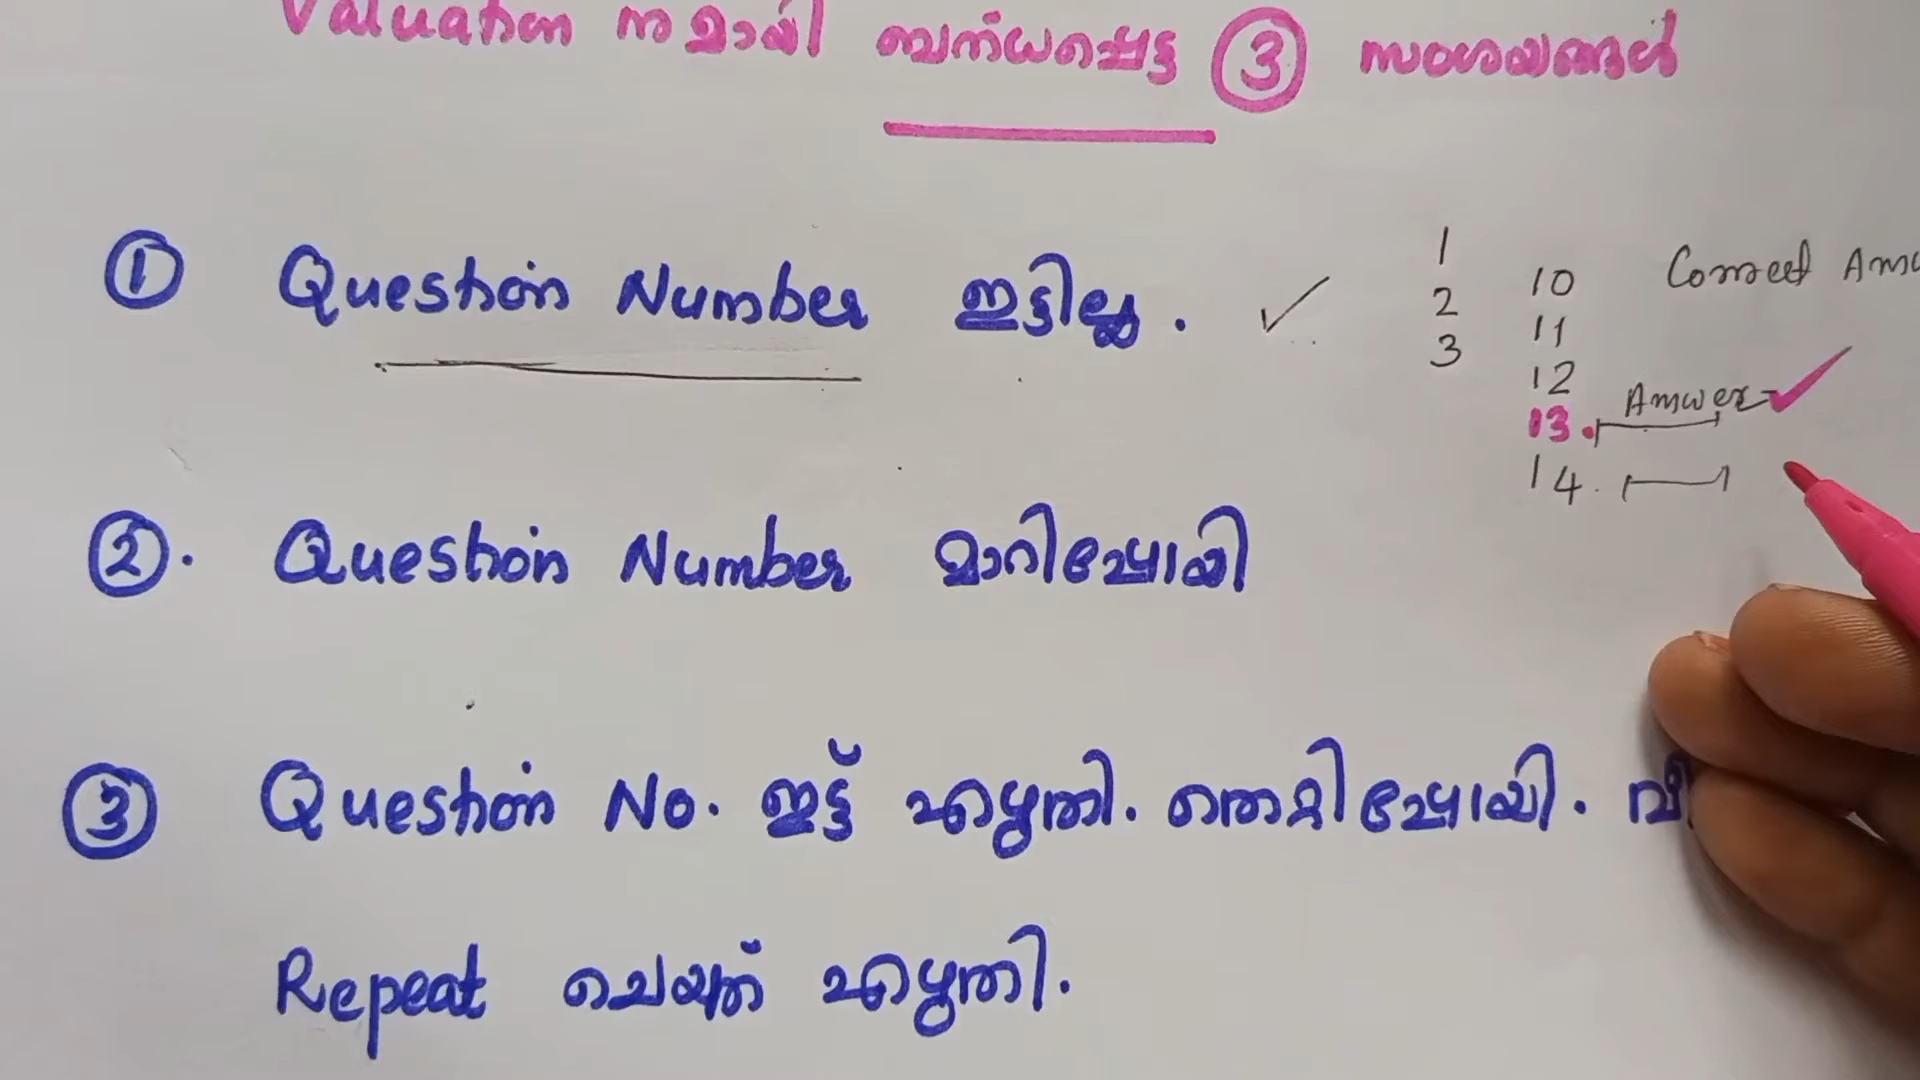 Valuation നുമായി ബന്ധപ്പെട്ട ③ സംശയങ്ങൾ
① Question Number ഇട്ടില്ല. ✓
1
2
3
10
11
12
13.
14.
Correct
Answer ✓
②. Question Number മാറിപ്പോയി
③ Question No. ഇട്ട് എഴുതി. തെറ്റിപ്പോയി.
Repeat ചെയ്ത് എഴുതി.